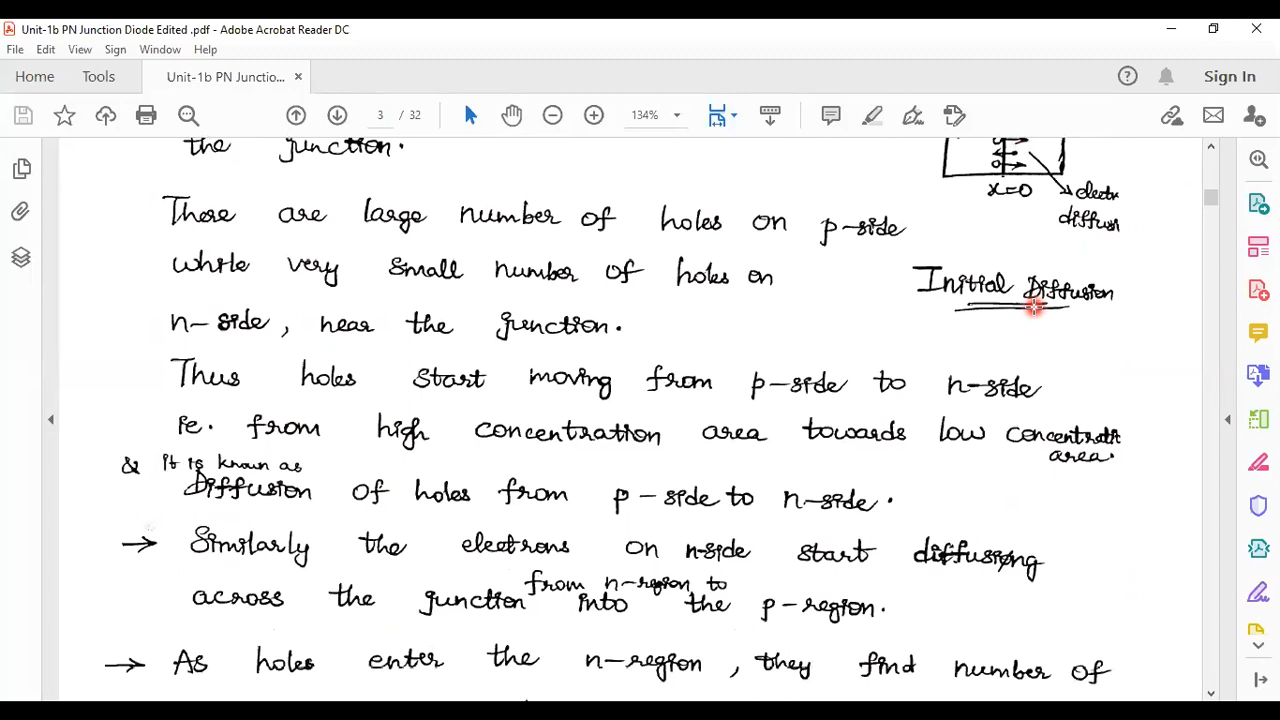 Unit-1b PN Junction Diode Edited .pdf - Adobe Acrobat Reader DC
File Edit View Sign Window Help
Home Tools Unit-1b PN Junctio... × Sign In
3 / 32 134%
the junction.
x=0
electr
diffusi
There are large number of holes on p-side
while very small number of holes on
n-side, near the junction.
Initial Diffusion
Thus holes start moving from p-side to n-side
ie. from high concentration area towards low concentrati
area.
& it is known as
Diffusion of holes from p-side to n-side.
→ Similarly the electrons on n-side start diffusing
from n-region to
across the junction into the p-region.
→ As holes enter the n-region, they find number of